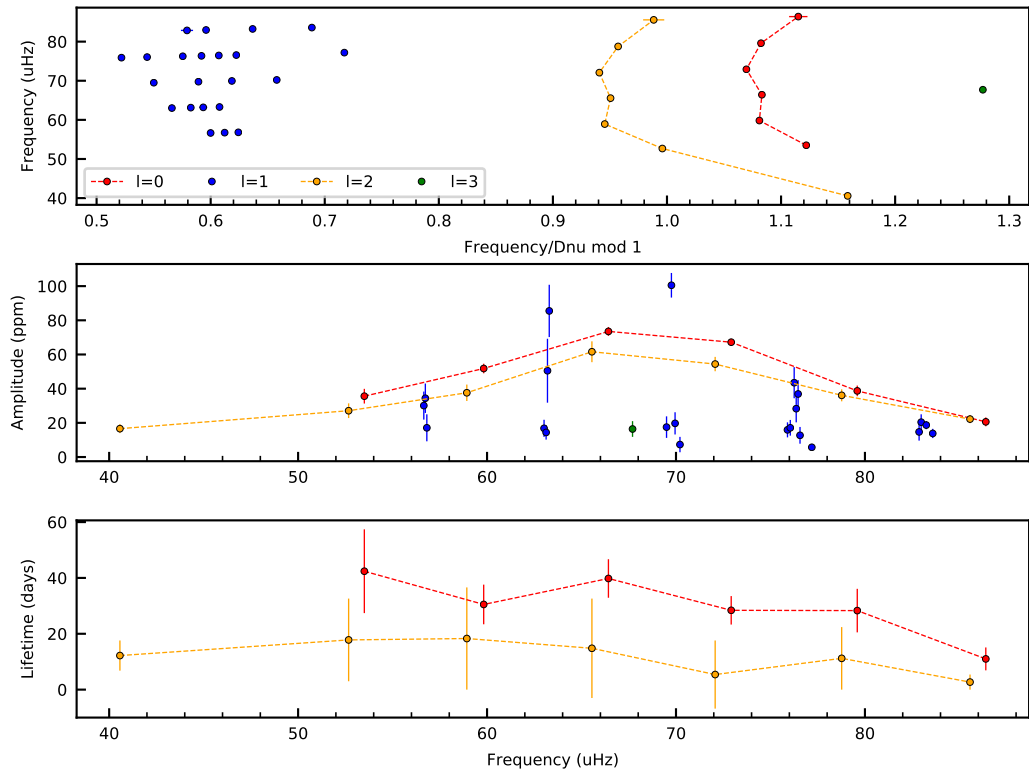 Frequency (uHz)
80
70
60
50
40
l=0 l=1 l=2 l=3
0.5 0.6 0.7 0.8 0.9 1.0 1.1 1.2 1.3
Frequency/Dnu mod 1
Amplitude (ppm)
100
80
60
40
20
0
40 50 60 70 80
Lifetime (days)
60
40
20
0
40 50 60 70 80
Frequency (uHz)